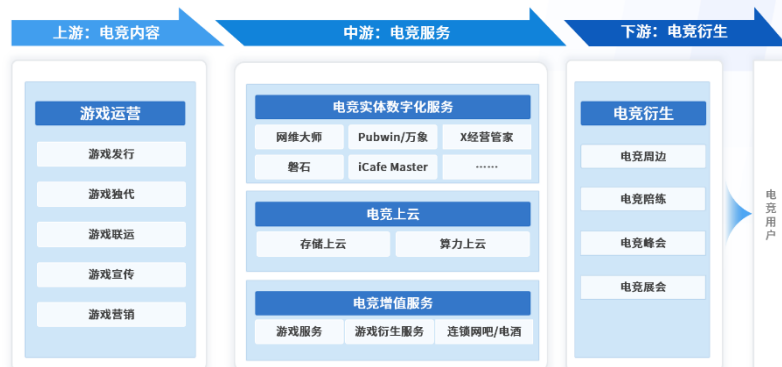 上游：电竞内容
中游：电竞服务
下游：电竞衍生
游戏运营
游戏发行
游戏独代
游戏联运
游戏宣传
游戏营销
电竞实体数字化服务
网维大师
Pubwin/万象
X经营管家
磐石
iCafe Master
……
电竞上云
存储上云
算力上云
电竞增值服务
游戏服务
游戏衍生服务
连锁网吧/电酒
电竞衍生
电竞周边
电竞陪练
电竞峰会
电竞展会
电竞用户